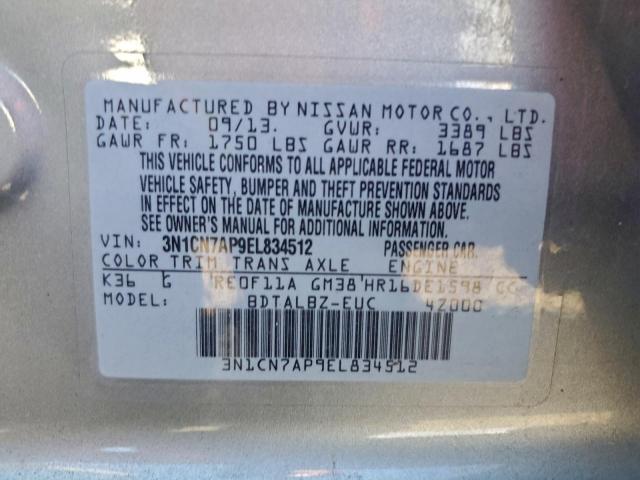 MANUFACTURED BY NISSAN MOTOR CO., LTD.
DATE: 09/13. GVWR: 3389 LBS
GAWR FR: 1750 LBS GAWR RR: 1687 LBS
THIS VEHICLE CONFORMS TO ALL APPLICABLE FEDERAL MOTOR
VEHICLE SAFETY, BUMPER AND THEFT PREVENTION STANDARDS
IN EFFECT ON THE DATE OF MANUFACTURE SHOWN ABOVE.
SEE OWNER'S MANUAL FOR ADDITIONAL INFORMATION.
VIN: 3N1CN7AP9EL834512 PASSENGER CAR.
COLOR TRIM TRANS AXLE ENGINE
K36 G RE0F11A GM38 HR16DE1598 CC
MODEL: BDTALBZ-EUC 42000
3N1CN7AP9EL834512